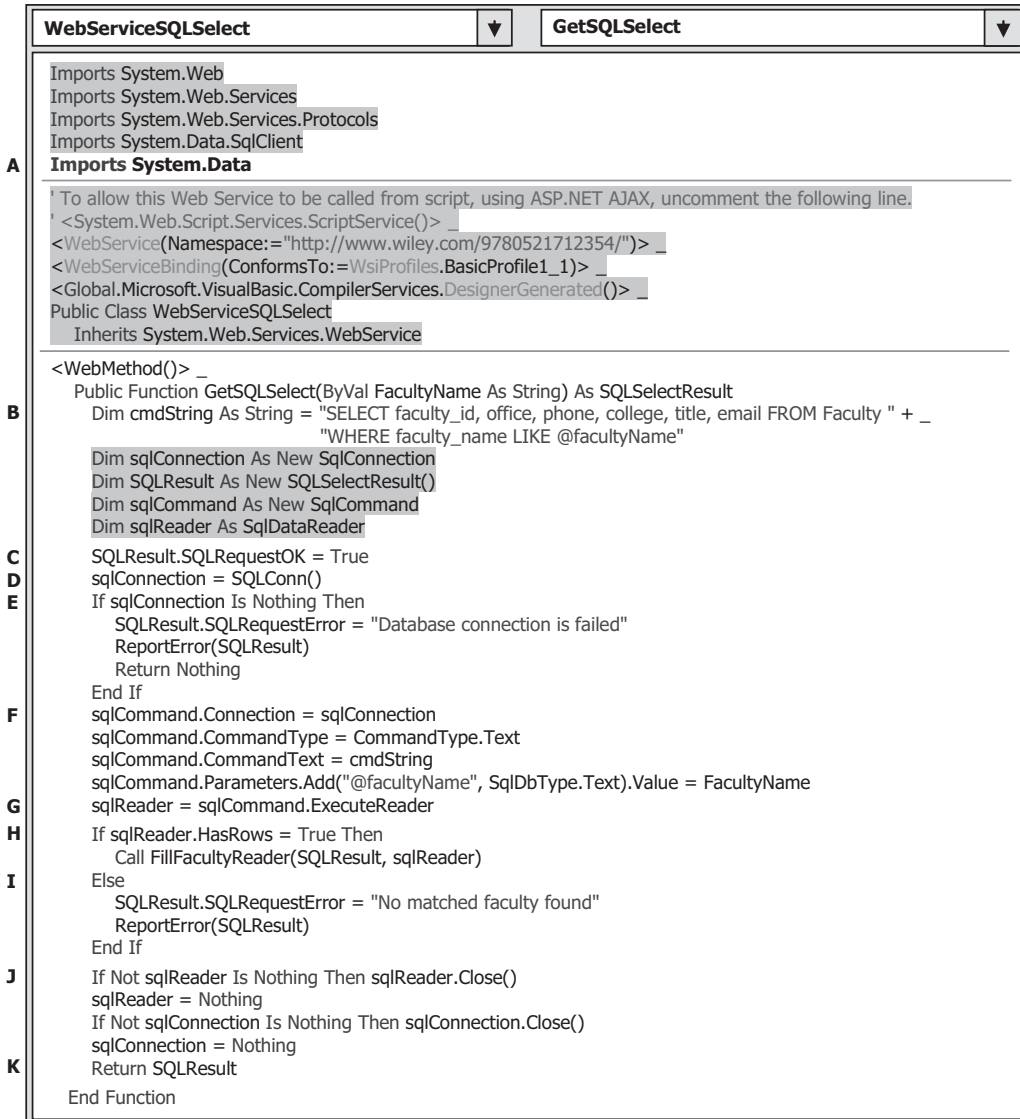 WebServiceSQLSelect GetSQLSelect
Imports System.Web
Imports System.Web.Services
Imports System.Web.Services.Protocols
Imports System.Data.SqlClient
A Imports System.Data
' To allow this Web Service to be called from script, using ASP.NET AJAX, uncomment the following line.
' <System.Web.Script.Services.ScriptService()> _
<WebService(Namespace:="http://www.wiley.com/9780521712354/")> _
<WebServiceBinding(ConformsTo:=WsiProfiles.BasicProfile1_1)> _
<Global.Microsoft.VisualBasic.CompilerServices.DesignerGenerated()> _
Public Class WebServiceSQLSelect
Inherits System.Web.Services.WebService
<WebMethod()> _
Public Function GetSQLSelect(ByVal FacultyName As String) As SQLSelectResult
B Dim cmdString As String = "SELECT faculty_id, office, phone, college, title, email FROM Faculty " + _
"WHERE faculty_name LIKE @facultyName"
Dim sqlConnection As New SqlConnection
Dim SQLResult As New SQLSelectResult()
Dim sqlCommand As New SqlCommand
Dim sqlReader As SqlDataReader
C SQLResult.SQLRequestOK = True
D sqlConnection = SQLConn()
E If sqlConnection Is Nothing Then
SQLResult.SQLRequestError = "Database connection is failed"
ReportError(SQLResult)
Return Nothing
End If
F sqlCommand.Connection = sqlConnection
sqlCommand.CommandType = CommandType.Text
sqlCommand.CommandText = cmdString
sqlCommand.Parameters.Add("@facultyName", SqlDbType.Text).Value = FacultyName
G sqlReader = sqlCommand.ExecuteReader
H If sqlReader.HasRows = True Then
Call FillFacultyReader(SQLResult, sqlReader)
I Else
SQLResult.SQLRequestError = "No matched faculty found"
ReportError(SQLResult)
End If
J If Not sqlReader Is Nothing Then sqlReader.Close()
sqlReader = Nothing
If Not sqlConnection Is Nothing Then sqlConnection.Close()
sqlConnection = Nothing
K Return SQLResult
End Function